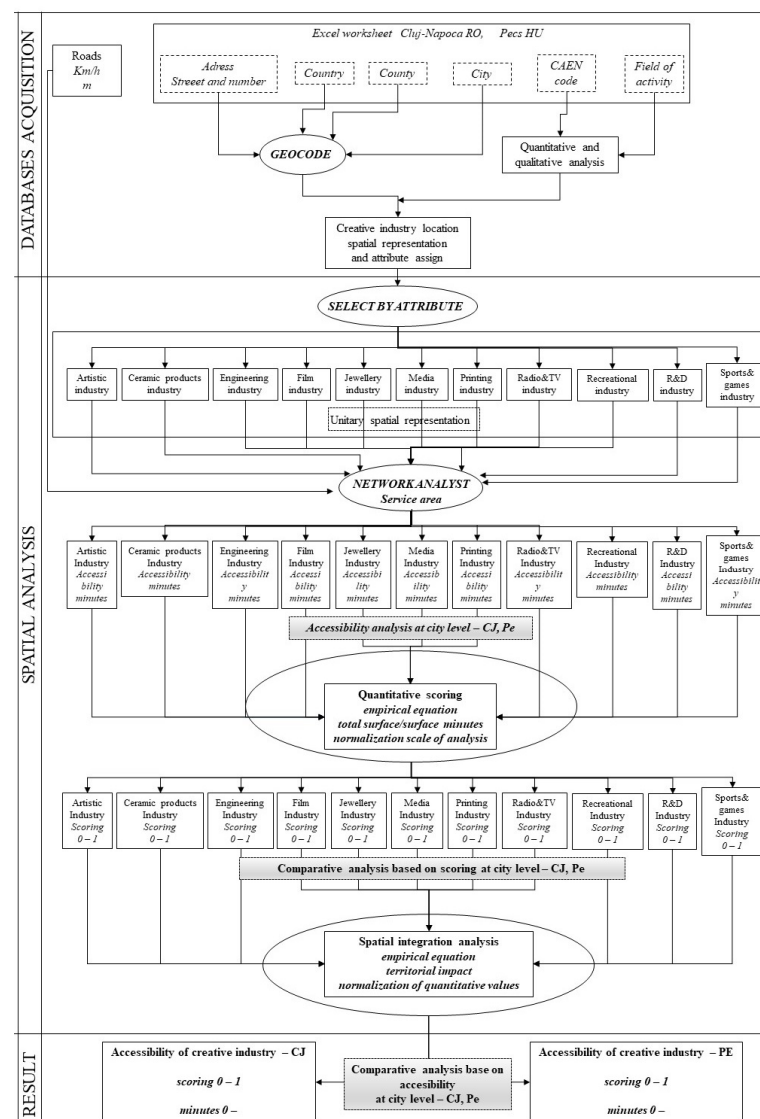 DATABASES ACQUISITION
Excel worksheet Cluj-Napoca RO, Pecs HU
Roads
Km/h
m
Adress
Streeet and number
Country
County
City
CAEN
code
Field of
activity
GEOCODE
Quantitative and
qualitative analysis
Creative industry location
spatial representation
and attribute assign
SPATIAL ANALYSIS
SELECT BY ATTRIBUTE
Artistic
industry
Ceramic products
industry
Engineering
industry
Film
industry
Jewellery
industry
Media
industry
Printing
industry
Radio&TV
industry
Recreational
industry
R&D
industry
Sports&
games
industry
Unitary spatial representation
NETWORK ANALYST
Service area
Artistic
Industry
Accessi
bility
minutes
Ceramic products
Industry
Accessibility
minutes
Engineering
Industry
Accessibilit
y
minutes
Film
Industry
Accessi
bility
minutes
Jewellery
Industry
Accessibi
lity
minutes
Media
Industry
Accessib
ility
minutes
Printing
Industry
Accessi
bility
minutes
Radio&TV
Industry
Accessibilit
y
minutes
Recreational
Industry
Accessibility
minutes
R&D
Industry
Accessi
bility
minutes
Sports&
games
Industry
Accessibilit
y
minutes
Accessibility analysis at city level – CJ, Pe
Quantitative scoring
empirical equation
total surface/surface minutes
normalization scale of analysis
Artistic
Industry
Scoring
0 – 1
Ceramic products
Industry
Scoring
0 – 1
Engineering
Industry
Scoring
0 – 1
Film
Industry
Scoring
0 – 1
Jewellery
Industry
Scoring
0 – 1
Media
Industry
Scoring
0 – 1
Printing
Industry
Scoring
0 – 1
Radio&TV
Industry
Scoring
0 – 1
Recreational
Industry
Scoring
0 – 1
R&D
Industry
Scoring
0 – 1
Sports&
games
Industry
Scoring
0 – 1
Comparative analysis based on scoring at city level – CJ, Pe
Spatial integration analysis
empirical equation
territorial impact
normalization of quantitative values
RESULT
Accessibility of creative industry – CJ
scoring 0 – 1
minutes 0 –
Comparative analysis base on
accesibility
at city level – CJ, Pe
Accessibility of creative industry – PE
scoring 0 – 1
minutes 0 –